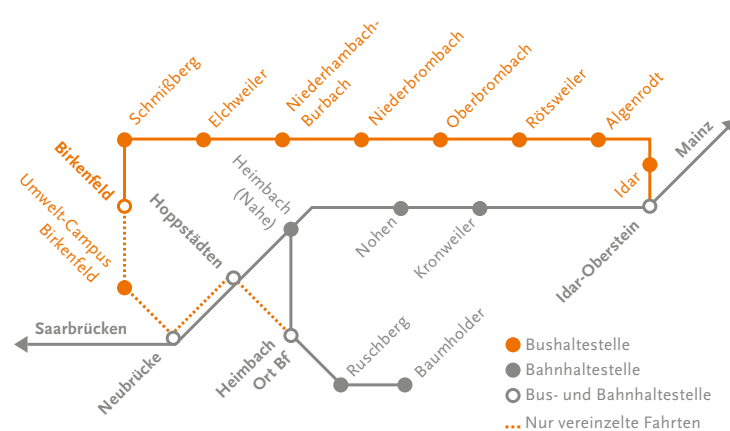 Schmißberg
Elchweiler
Niederhambach-
Burbach
Niederbrombach
Oberbrombach
Rötsweiler
Algenrodt
Mainz
Birkenfeld
Idar
Umwelt-Campus
Birkenfeld
Hoppstädten
Heimbach
(Nahe)
Nohen
Kronweiler
Idar-Oberstein
Saarbrücken
Neubrücke
Heimbach
Ort Bf
Ruschberg
Baumholder
Bushaltestelle
Bahnhaltestelle
Bus- und Bahnhaltestelle
Nur vereinzelte Fahrten